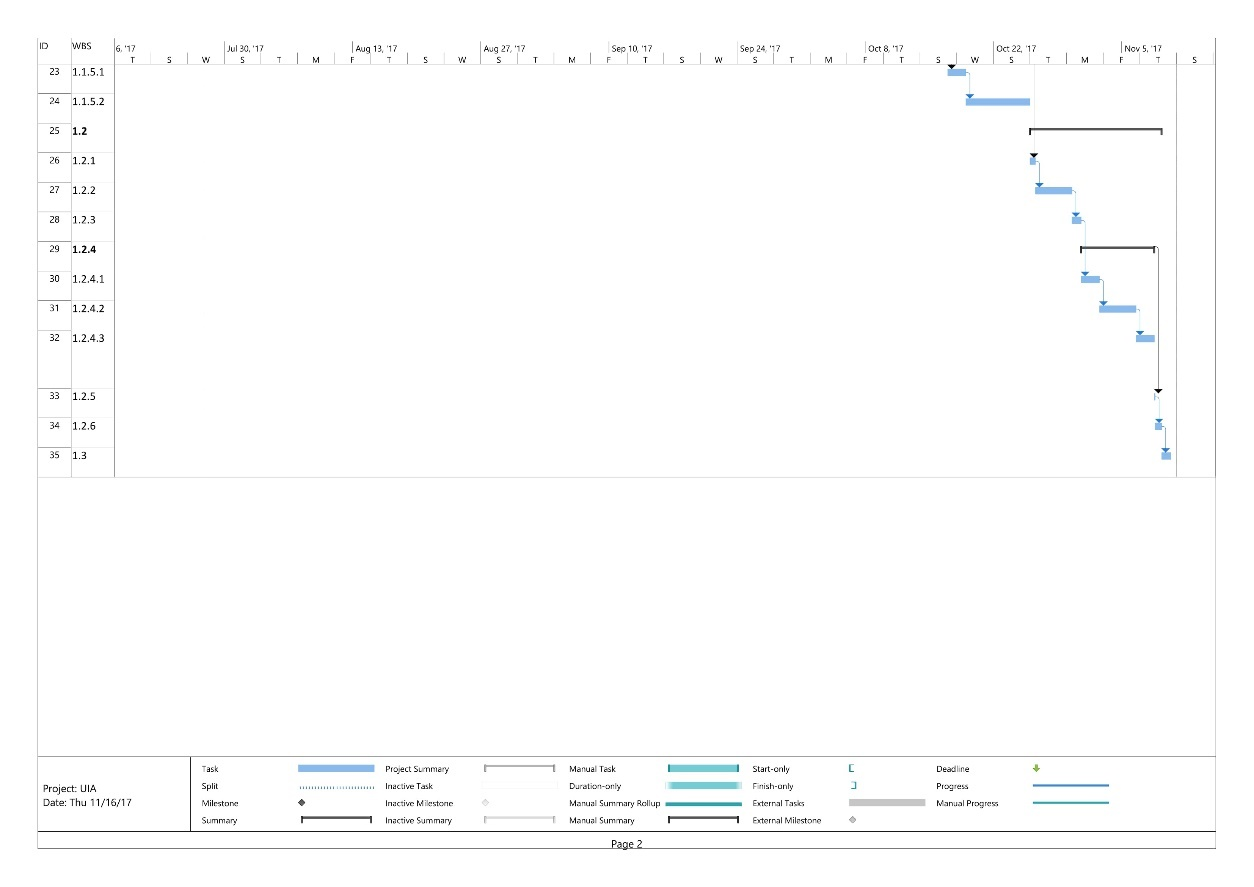 ID WBS 6, '17 Jul 30, '17 Aug 13, '17 Aug 27, '17 Sep 10, '17 Sep 24, '17 Oct 8, '17 Oct 22, '17 Nov 5, '17
T S W S T M F T S W S T M F T S W S T M F T S W S T M F T S
23 1.1.5.1
24 1.1.5.2
25 1.2
26 1.2.1
27 1.2.2
28 1.2.3
29 1.2.4
30 1.2.4.1
31 1.2.4.2
32 1.2.4.3
33 1.2.5
34 1.2.6
35 1.3
Project: UIA
Date: Thu 11/16/17
Task Project Summary Manual Task Start-only Deadline
Split Inactive Task Duration-only Finish-only Progress
Milestone Inactive Milestone Manual Summary Rollup External Tasks Manual Progress
Summary Inactive Summary Manual Summary External Milestone
Page 2